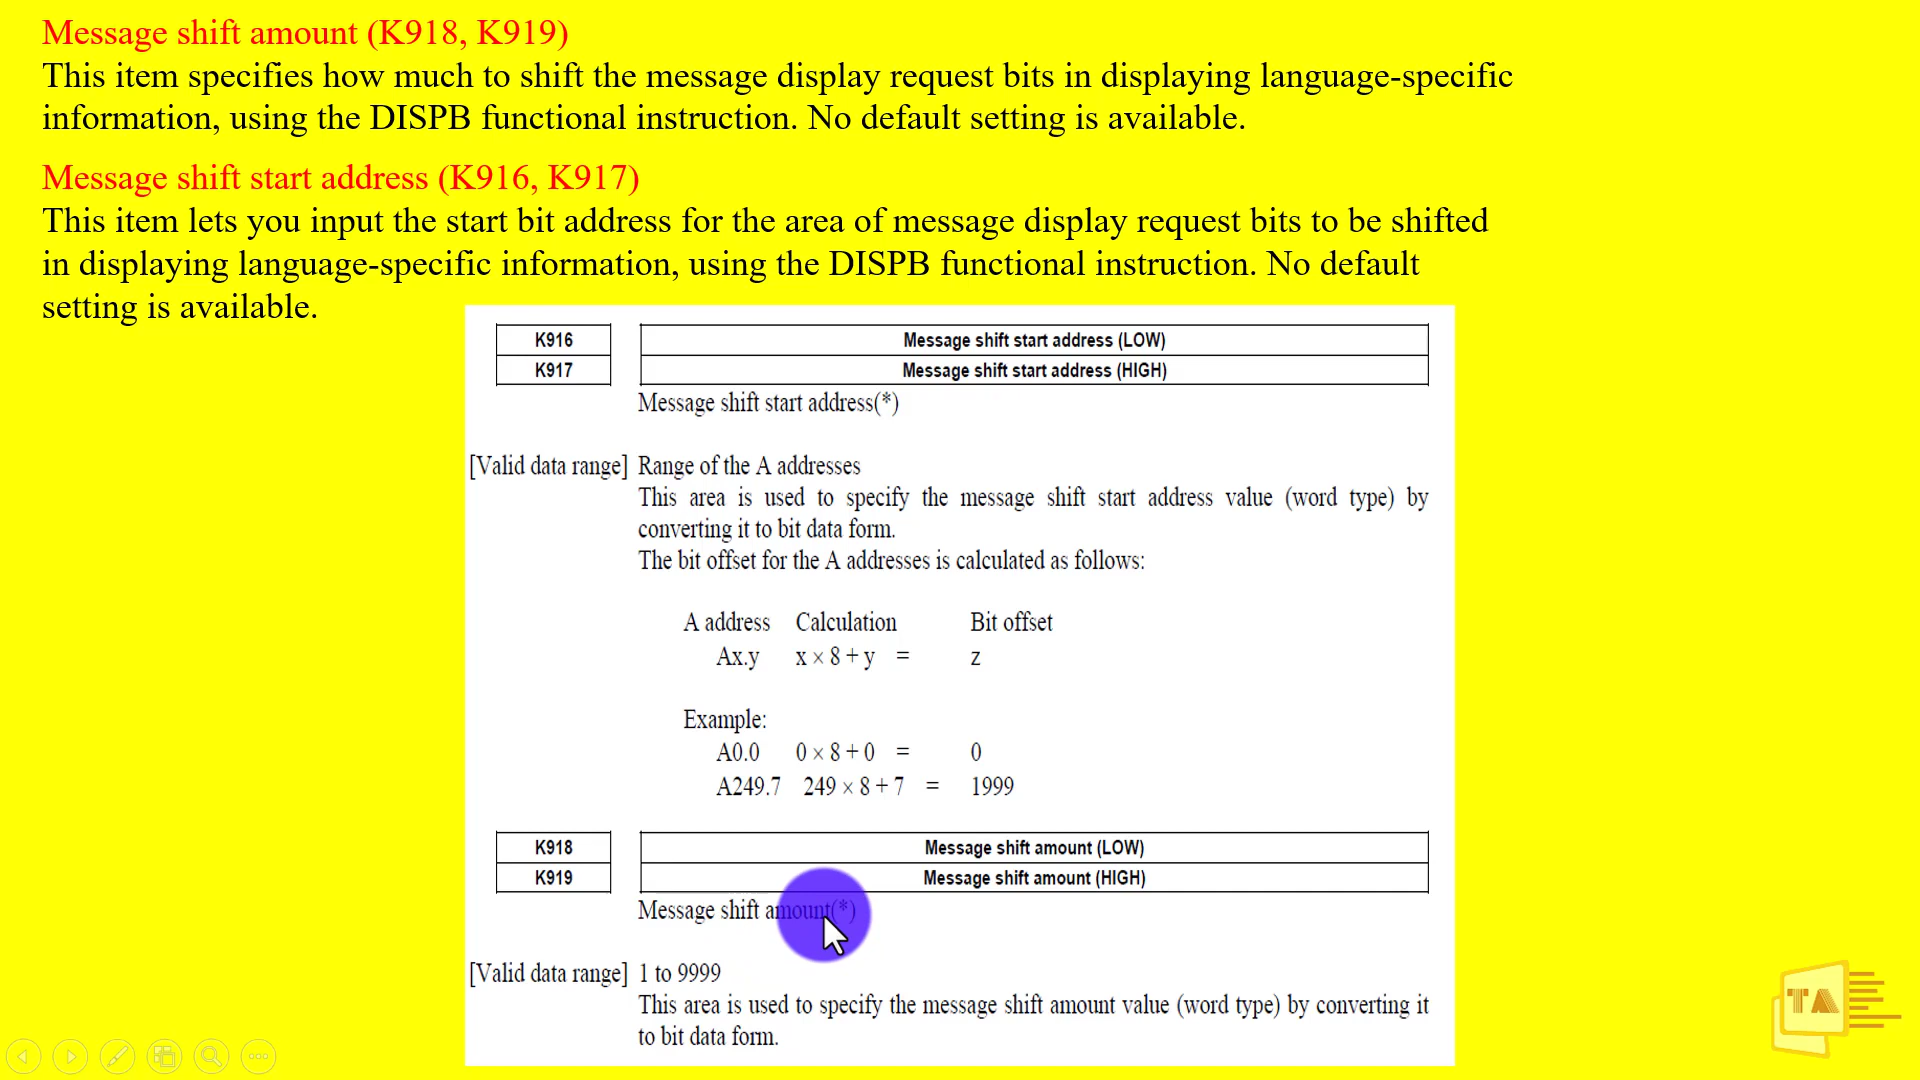 Message shift amount (K918, K919)
This item specifies how much to shift the message display request bits in displaying language-specific
information, using the DISPB functional instruction. No default setting is available.
Message shift start address (K916, K917)
This item lets you input the start bit address for the area of message display request bits to be shifted
in displaying language-specific information, using the DISPB functional instruction. No default
setting is available.
K916 Message shift start address (LOW)
K917 Message shift start address (HIGH)
Message shift start address(*)
[Valid data range] Range of the A addresses
This area is used to specify the message shift start address value (word type) by
converting it to bit data form.
The bit offset for the A addresses is calculated as follows:
A address Calculation Bit offset
Ax.y x × 8 + y = z
Example:
A0.0 0 × 8 + 0 = 0
A249.7 249 × 8 + 7 = 1999
K918 Message shift amount (LOW)
K919 Message shift amount (HIGH)
Message shift amount(*)
[Valid data range] 1 to 9999
This area is used to specify the message shift amount value (word type) by converting it
to bit data form.
TA